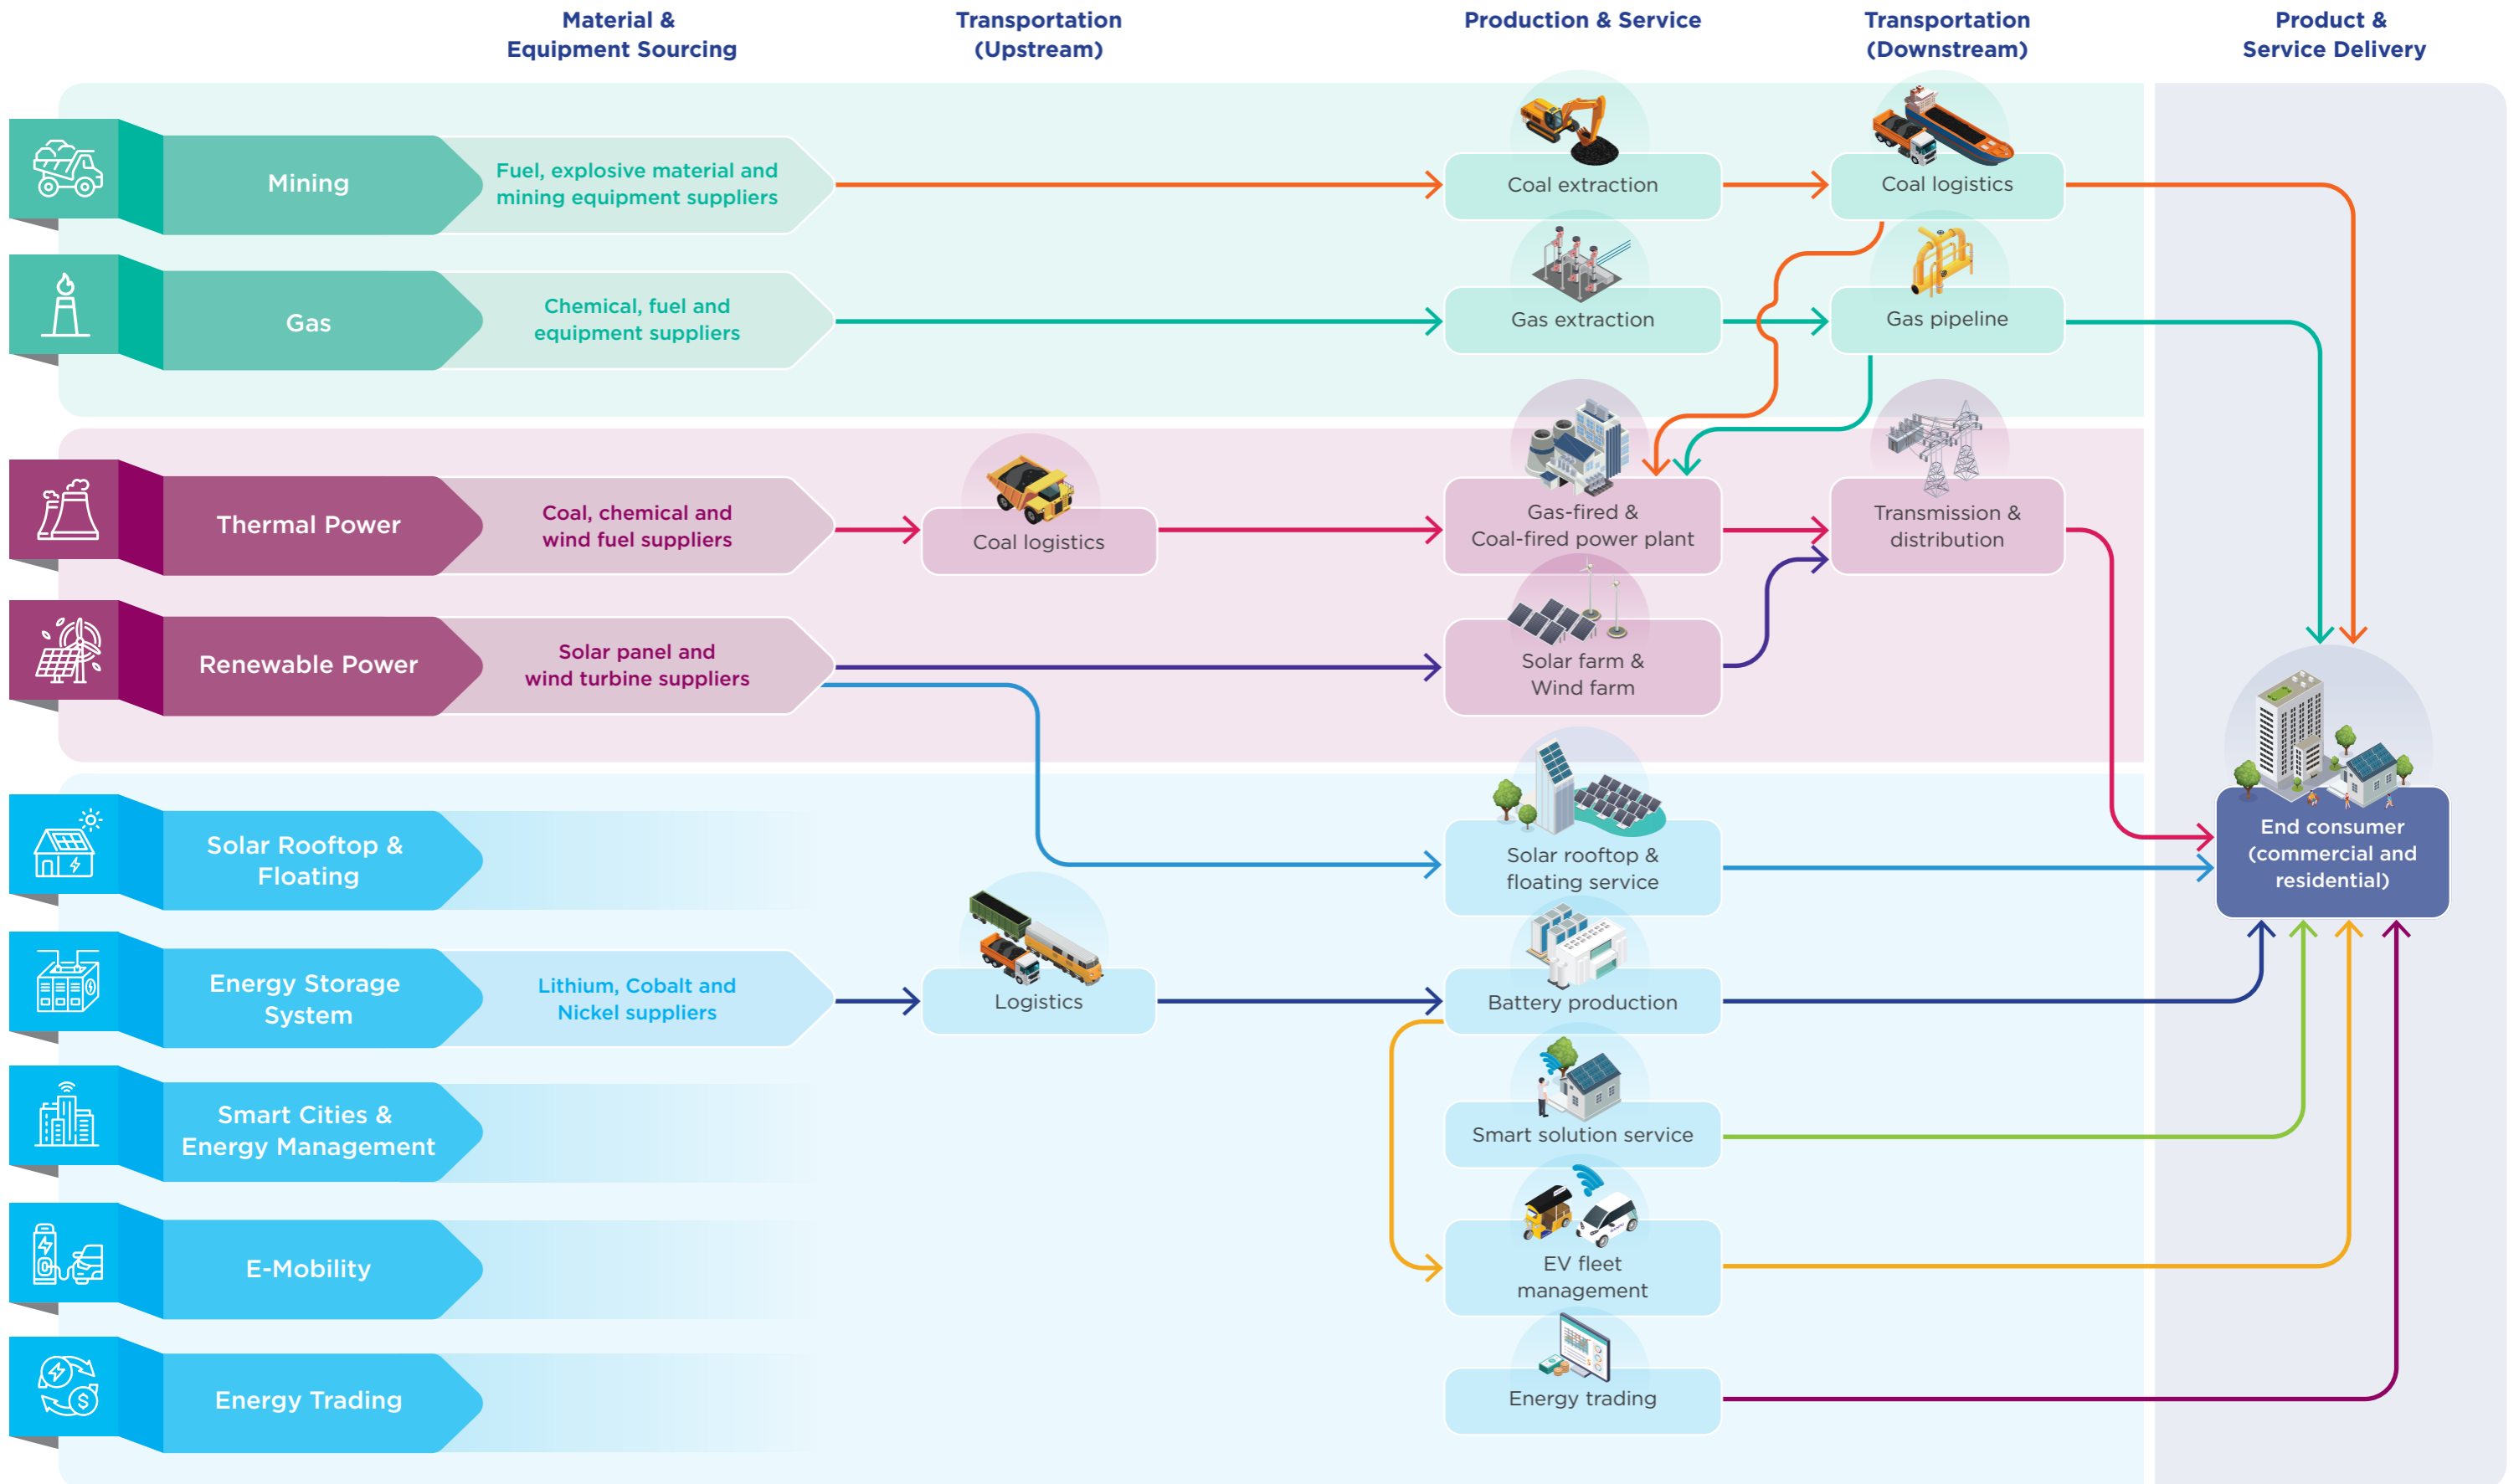 Material &
Equipment Sourcing
Transportation
(Upstream)
Production & Service
Transportation
(Downstream)
Product &
Service Delivery
Mining
Fuel, explosive material and
mining equipment suppliers
Coal extraction
Coal logistics
Gas
Chemical, fuel and
equipment suppliers
Gas extraction
Gas pipeline
Thermal Power
Coal, chemical and
wind fuel suppliers
Coal logistics
Gas-fired &
Coal-fired power plant
Transmission &
distribution
Renewable Power
Solar panel and
wind turbine suppliers
Solar farm &
Wind farm
Solar Rooftop &
Floating
Solar rooftop &
floating service
End consumer
(commercial and
residential)
Energy Storage
System
Lithium, Cobalt and
Nickel suppliers
Logistics
Battery production
Smart Cities &
Energy Management
Smart solution service
E-Mobility
EV fleet
management
Energy Trading
Energy trading